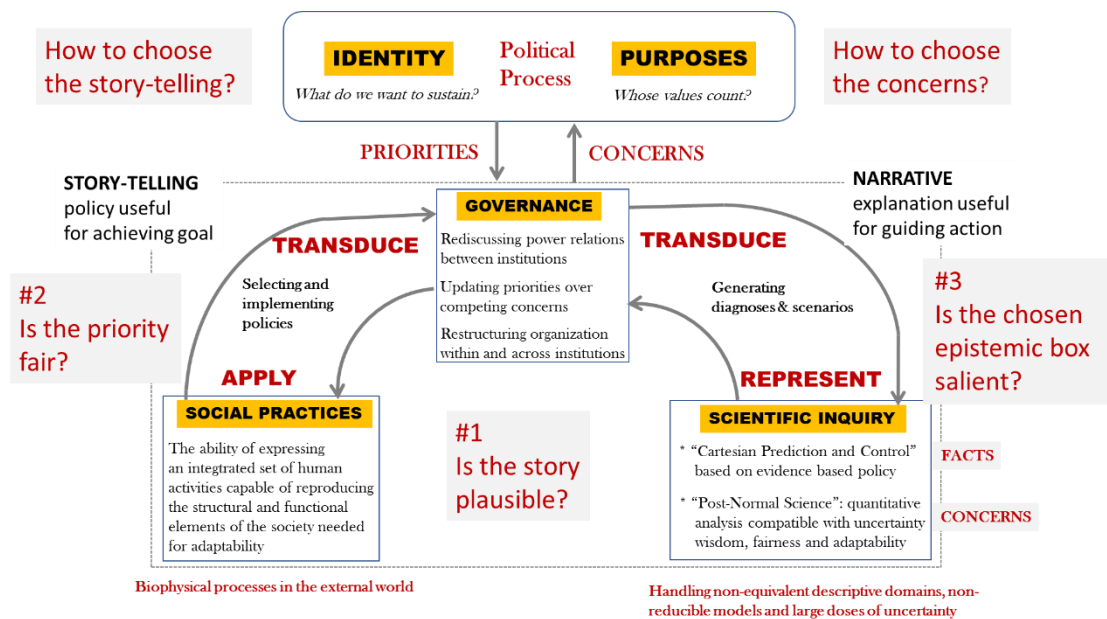 How to choose
the story-telling?
IDENTITY
What do we want to sustain?
Political
Process
PURPOSES
Whose values count?
How to choose
the concerns?
PRIORITIES
CONCERNS
STORY-TELLING
policy useful
for achieving goal
NARRATIVE
explanation useful
for guiding action
GOVERNANCE
Rediscussing power relations
between institutions
Updating priorities over
competing concerns
Restructuring organization
within and across institutions
TRANSDUCE
TRANSDUCE
Selecting and
implementing
policies
Generating
diagnoses & scenarios
#2
Is the priority
fair?
#3
Is the chosen
epistemic box
salient?
APPLY
REPRESENT
#1
Is the story
plausible?
SOCIAL PRACTICES
The ability of expressing
an integrated set of human
activities capable of reproducing
the structural and functional
elements of the society needed
for adaptability
SCIENTIFIC INQUIRY
* “Cartesian Prediction and Control”
based on evidence based policy
* “Post-Normal Science”: quantitative
analysis compatible with uncertainty
wisdom, fairness and adaptability
FACTS
CONCERNS
Biophysical processes in the external world
Handling non-equivalent descriptive domains, non-
reducible models and large doses of uncertainty